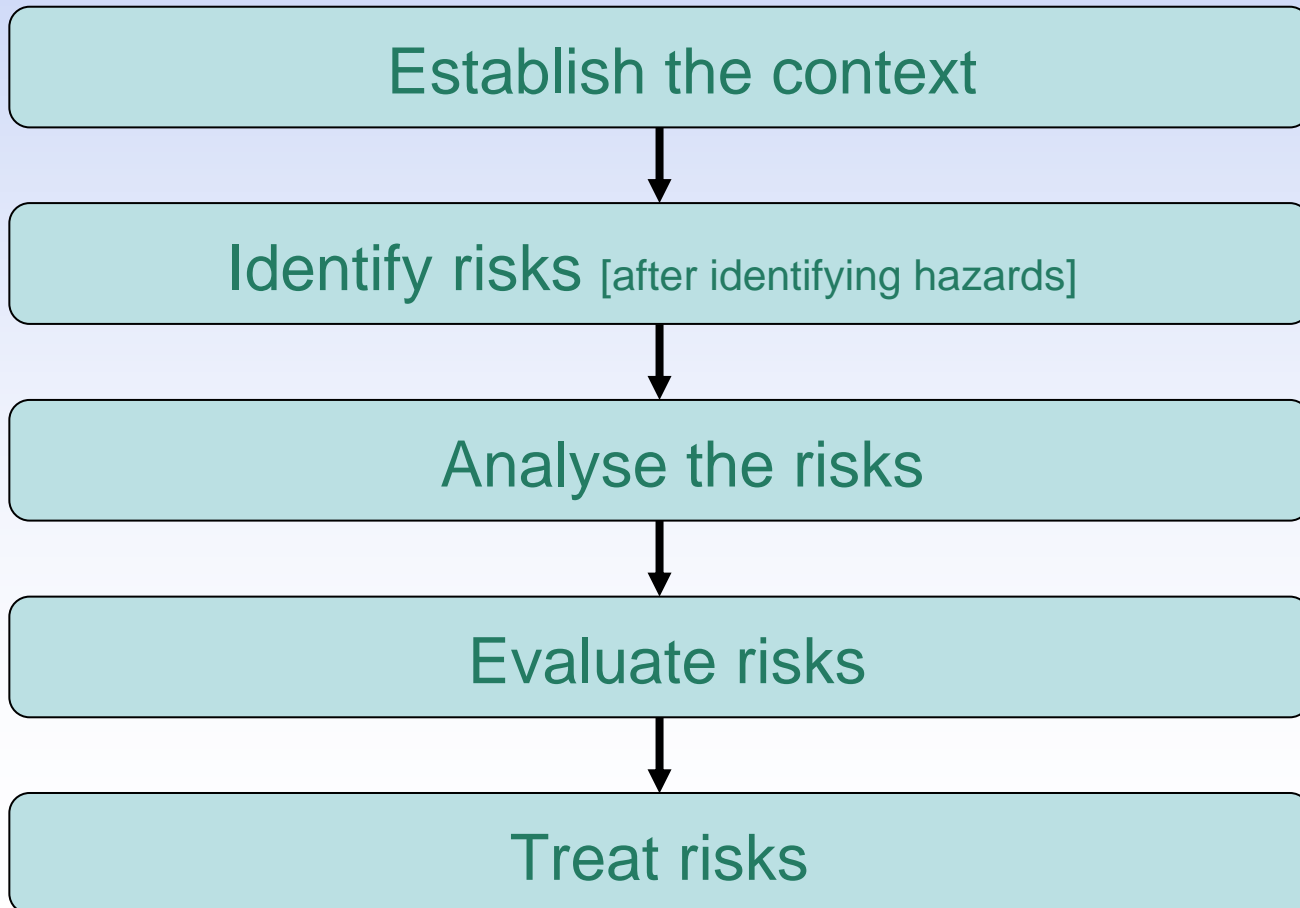 Establish the context
Identify risks [after identifying hazards]
Analyse the risks
Evaluate risks
Treat risks